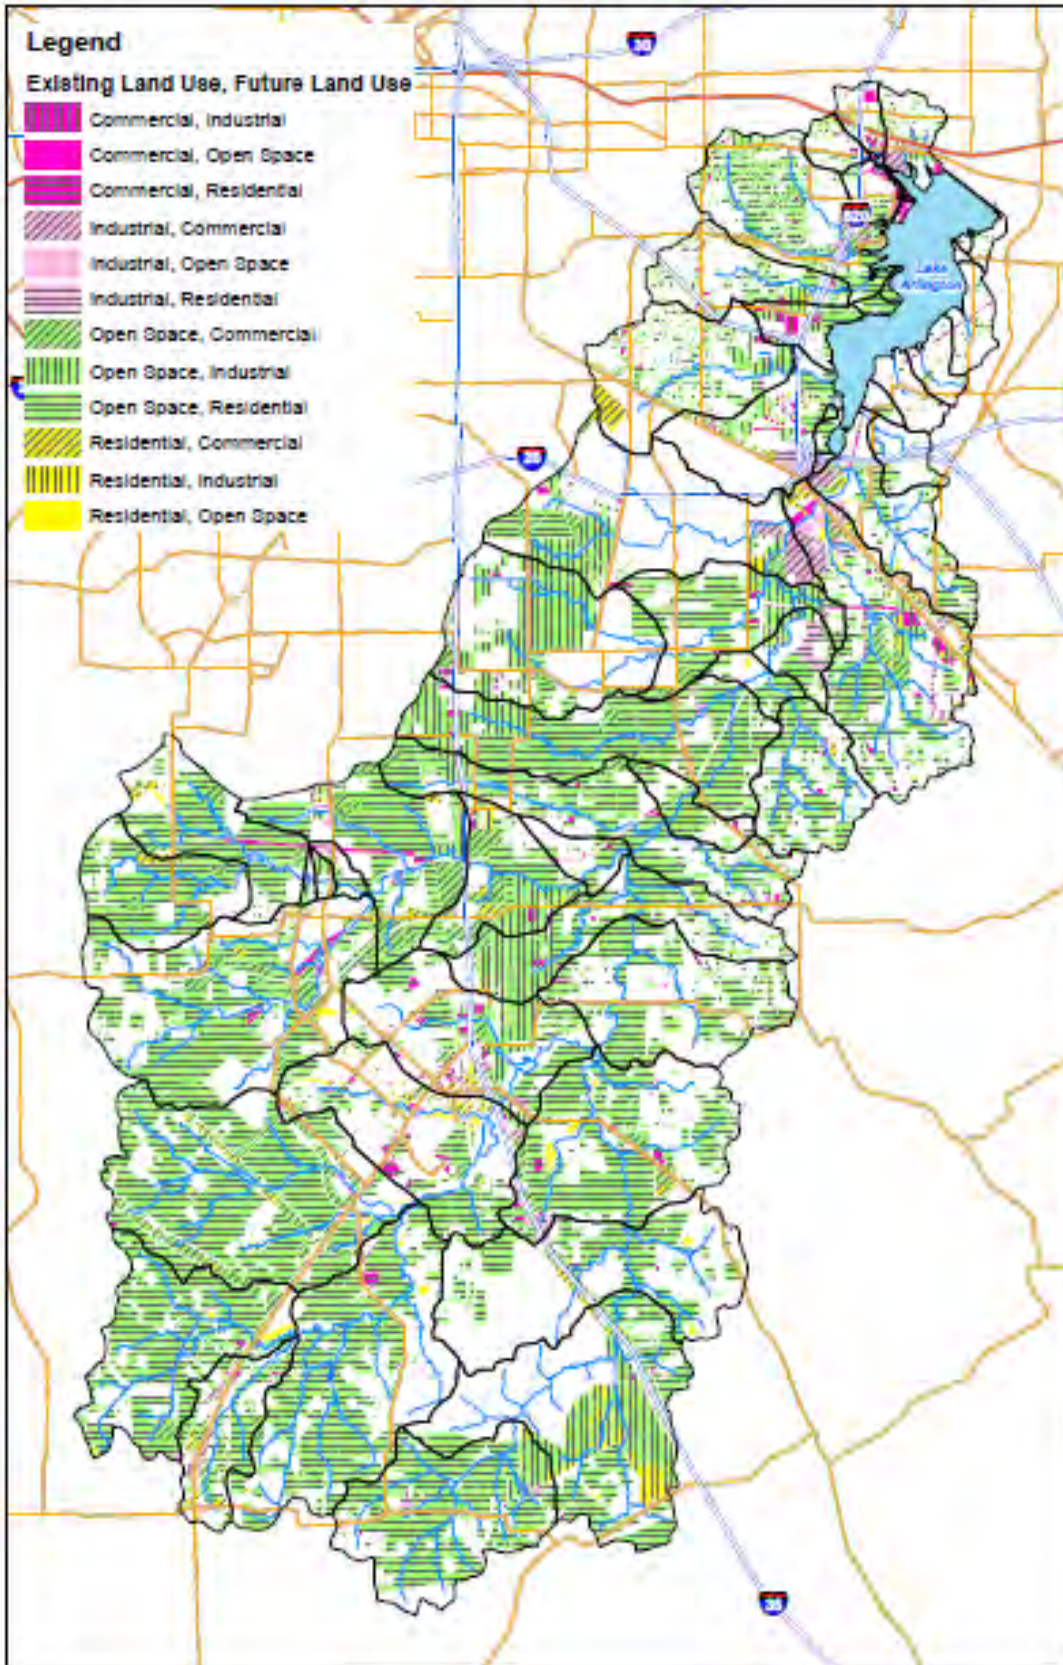 Legend
Existing Land Use, Future Land Use
Commercial, Industrial
Commercial, Open Space
Commercial, Residential
Industrial, Commercial
Industrial, Open Space
Industrial, Residential
Open Space, Commercial
Open Space, Industrial
Open Space, Residential
Residential, Commercial
Residential, Industrial
Residential, Open Space
30
820
Lake
Arlington
20
35